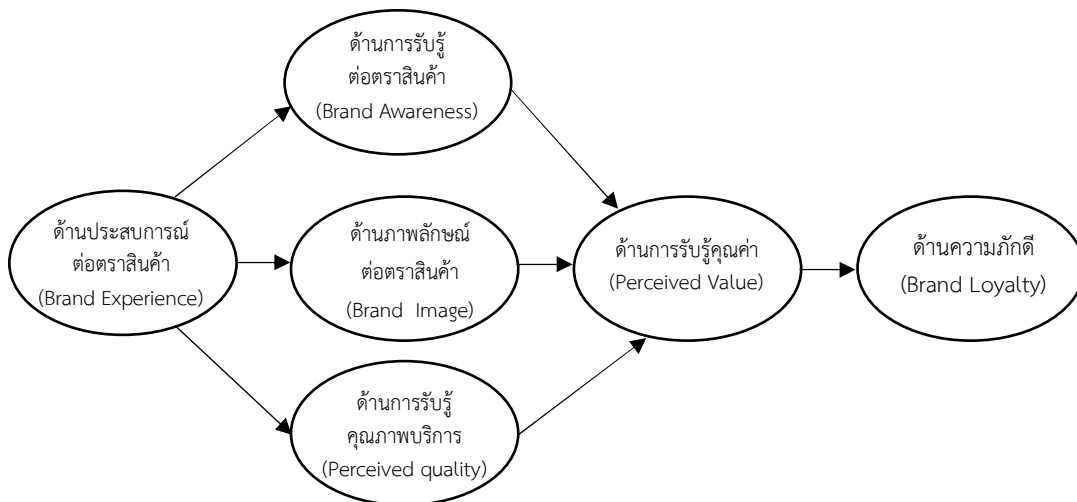 ด้านการรับรู้
ต่อตราสินค้า
(Brand Awareness)
ด้านประสบการณ์
ต่อตราสินค้า
(Brand Experience)
ด้านภาพลักษณ์
ต่อตราสินค้า
(Brand Image)
ด้านการรับรู้คุณค่า
(Perceived Value)
ด้านความภักดี
(Brand Loyalty)
ด้านการรับรู้
คุณภาพบริการ
(Perceived quality)